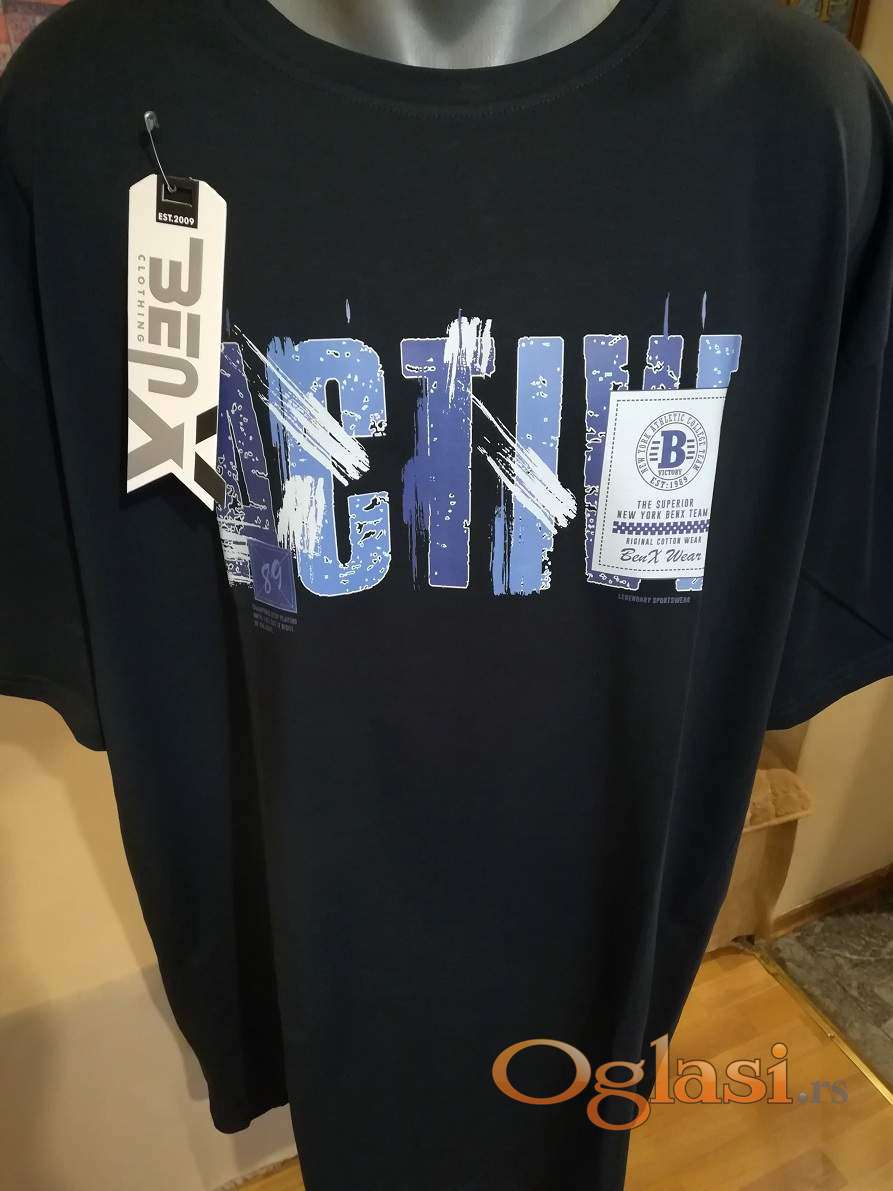 EST.2009
BENX
CLOTHING
ACTIV
NEW YORK ATHLETIC COLLEGE TEAM
B
VICTORY
EST:1989
THE SUPERIOR
NEW YORK BENX TEAM
RIGINAL COTTON WEAR
BenX Wear
LEGENDARY SPORTSWEAR
89
Oglasi.rs